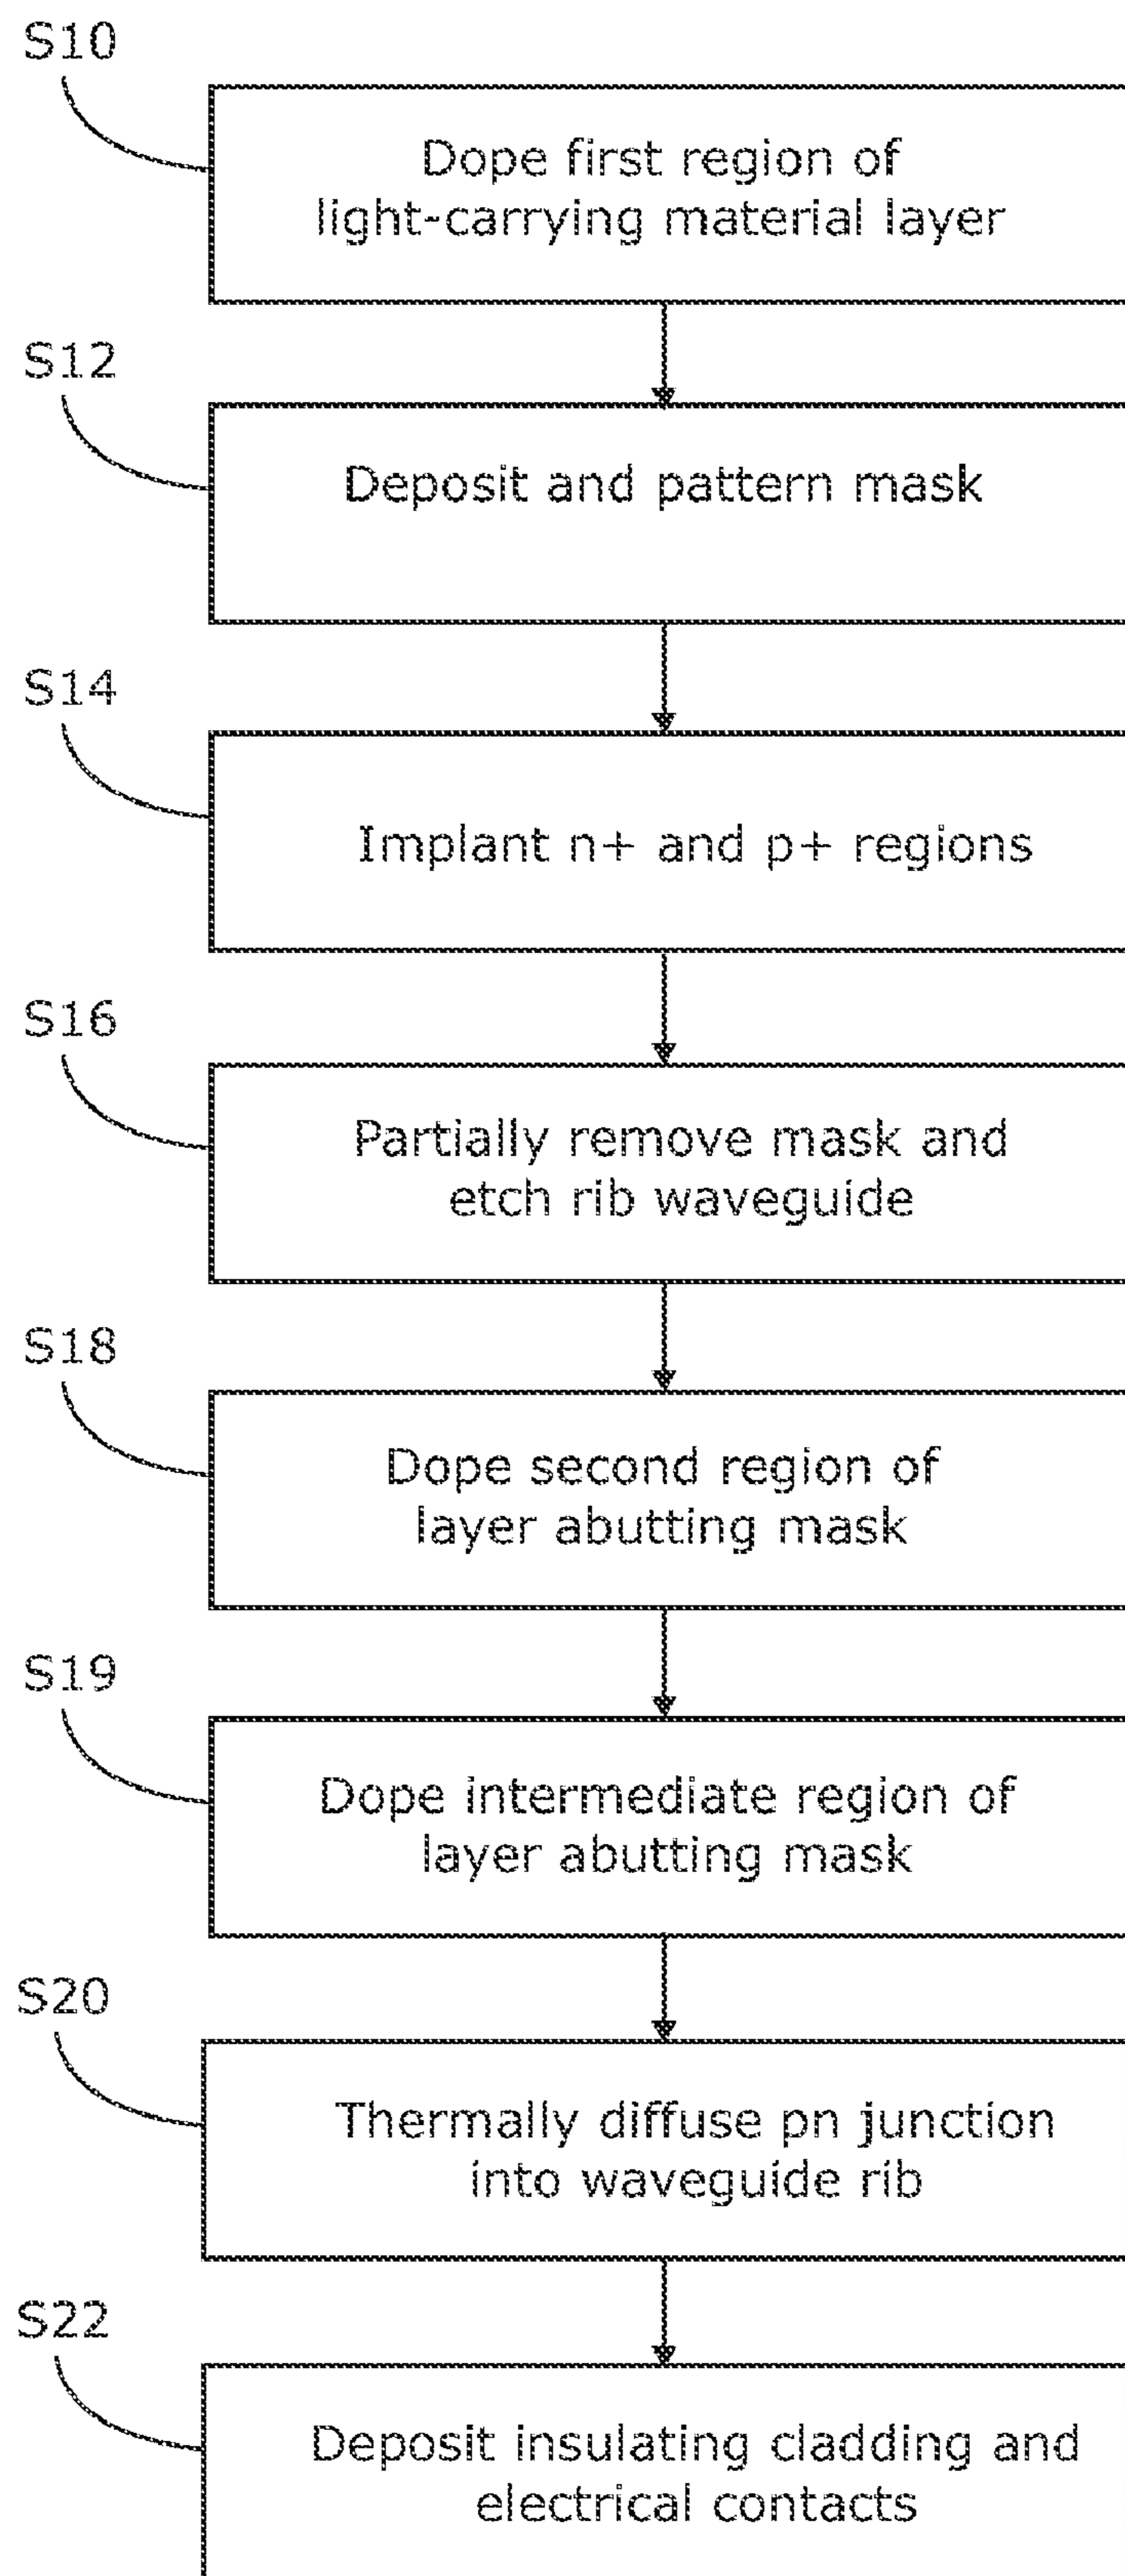 S10
Dope first region of
light-carrying material layer
S12
Deposit and pattern mask
S14
Implant n+ and p+ regions
S16
Partially remove mask and
etch rib waveguide
S18
Dope second region of
layer abutting mask
S19
Dope intermediate region of
layer abutting mask
S20
Thermally diffuse pn junction
into waveguide rib
S22
Deposit insulating cladding and
electrical contacts